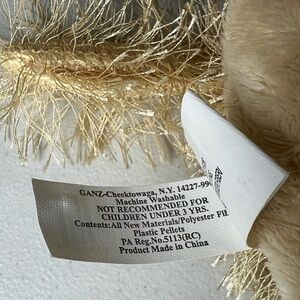 GANZ-Cheektowaga, N.Y. 14227-99
Machine Washable
NOT RECOMMENDED FOR
CHILDREN UNDER 3 YRS.
Contents:All New Materials/Polyester Fib
Plastic Pellets
PA Reg.No.5113(RC)
Product Made in China